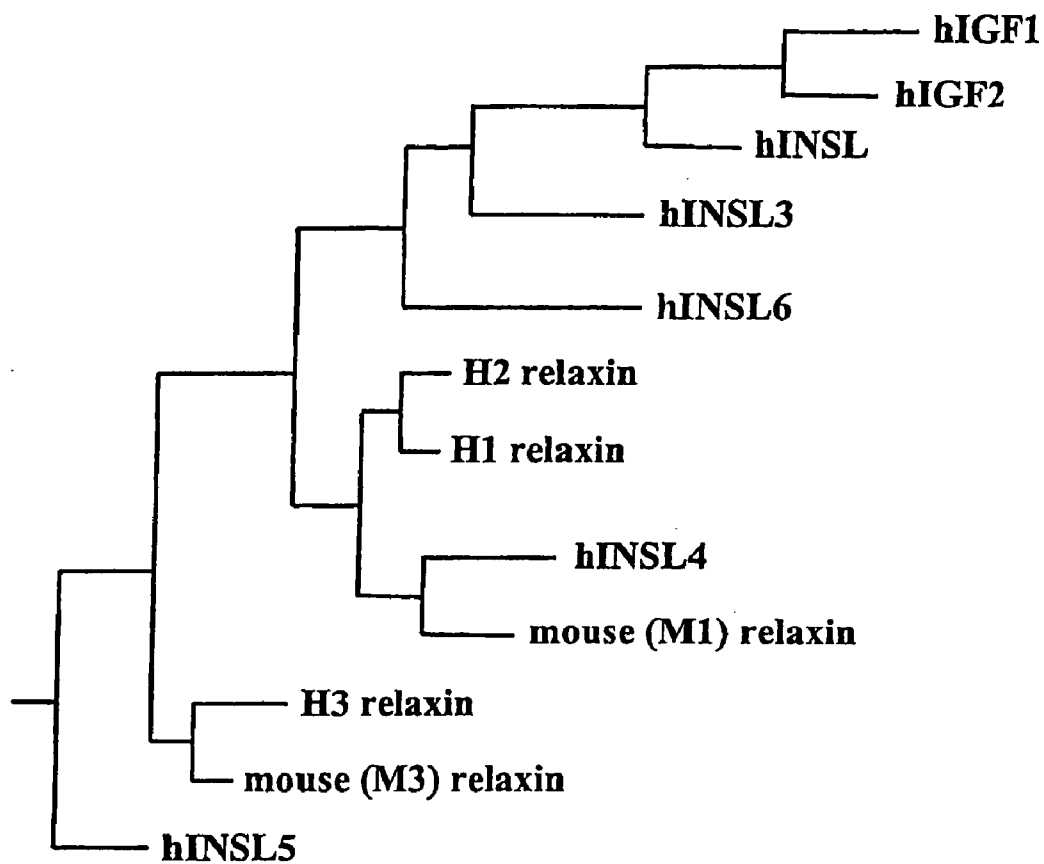 hIGF1
hIGF2
hINSL
hINSL3
hINSL6
H2 relaxin
H1 relaxin
hINSL4
mouse (M1) relaxin
H3 relaxin
mouse (M3) relaxin
hINSL5